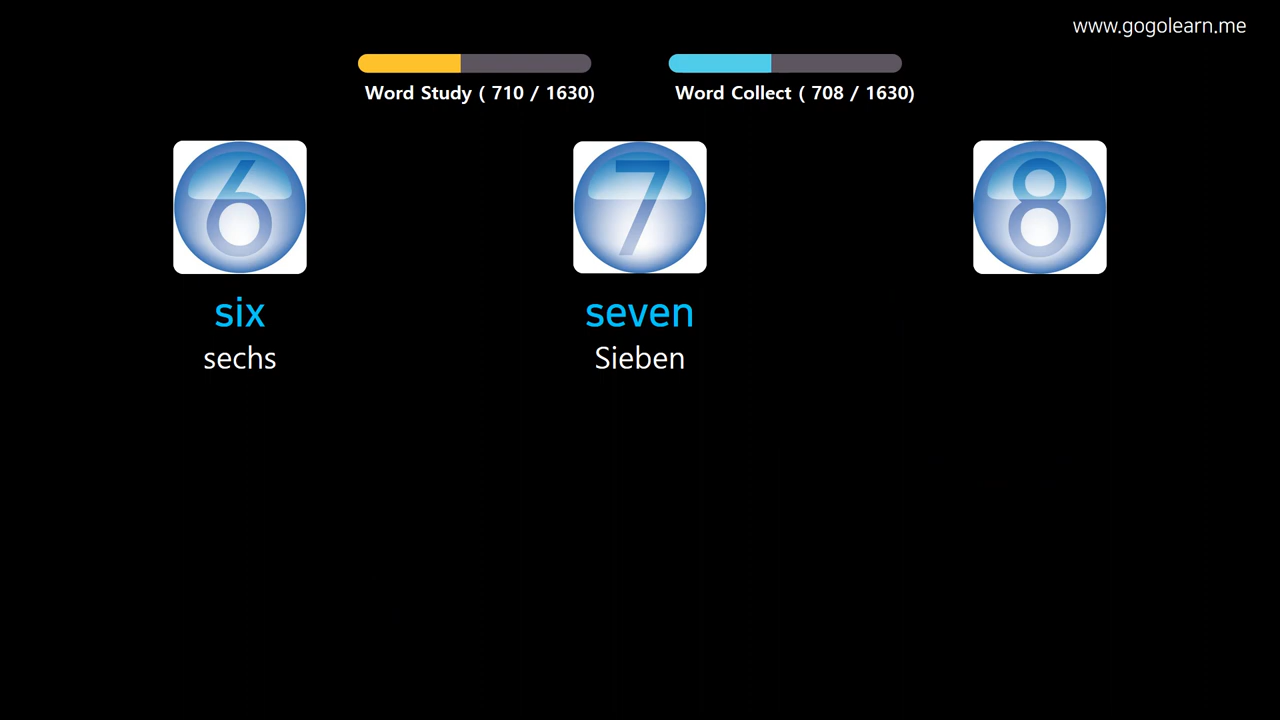 www.gogolearn.me
Word Study ( 710 / 1630)
Word Collect ( 708 / 1630)
6
7
8
six
seven
sechs
Sieben